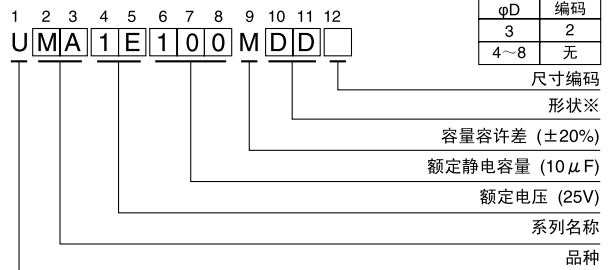 1 2 3 4 5 6 7 8 9 10 11 12
U M A 1 E 1 0 0 M D D
φD 编码
3 2
4～8 无
尺寸编码
形状※
容量容许差 (±20%)
额定静电容量 (10μF)
额定电压 (25V)
系列名称
品种